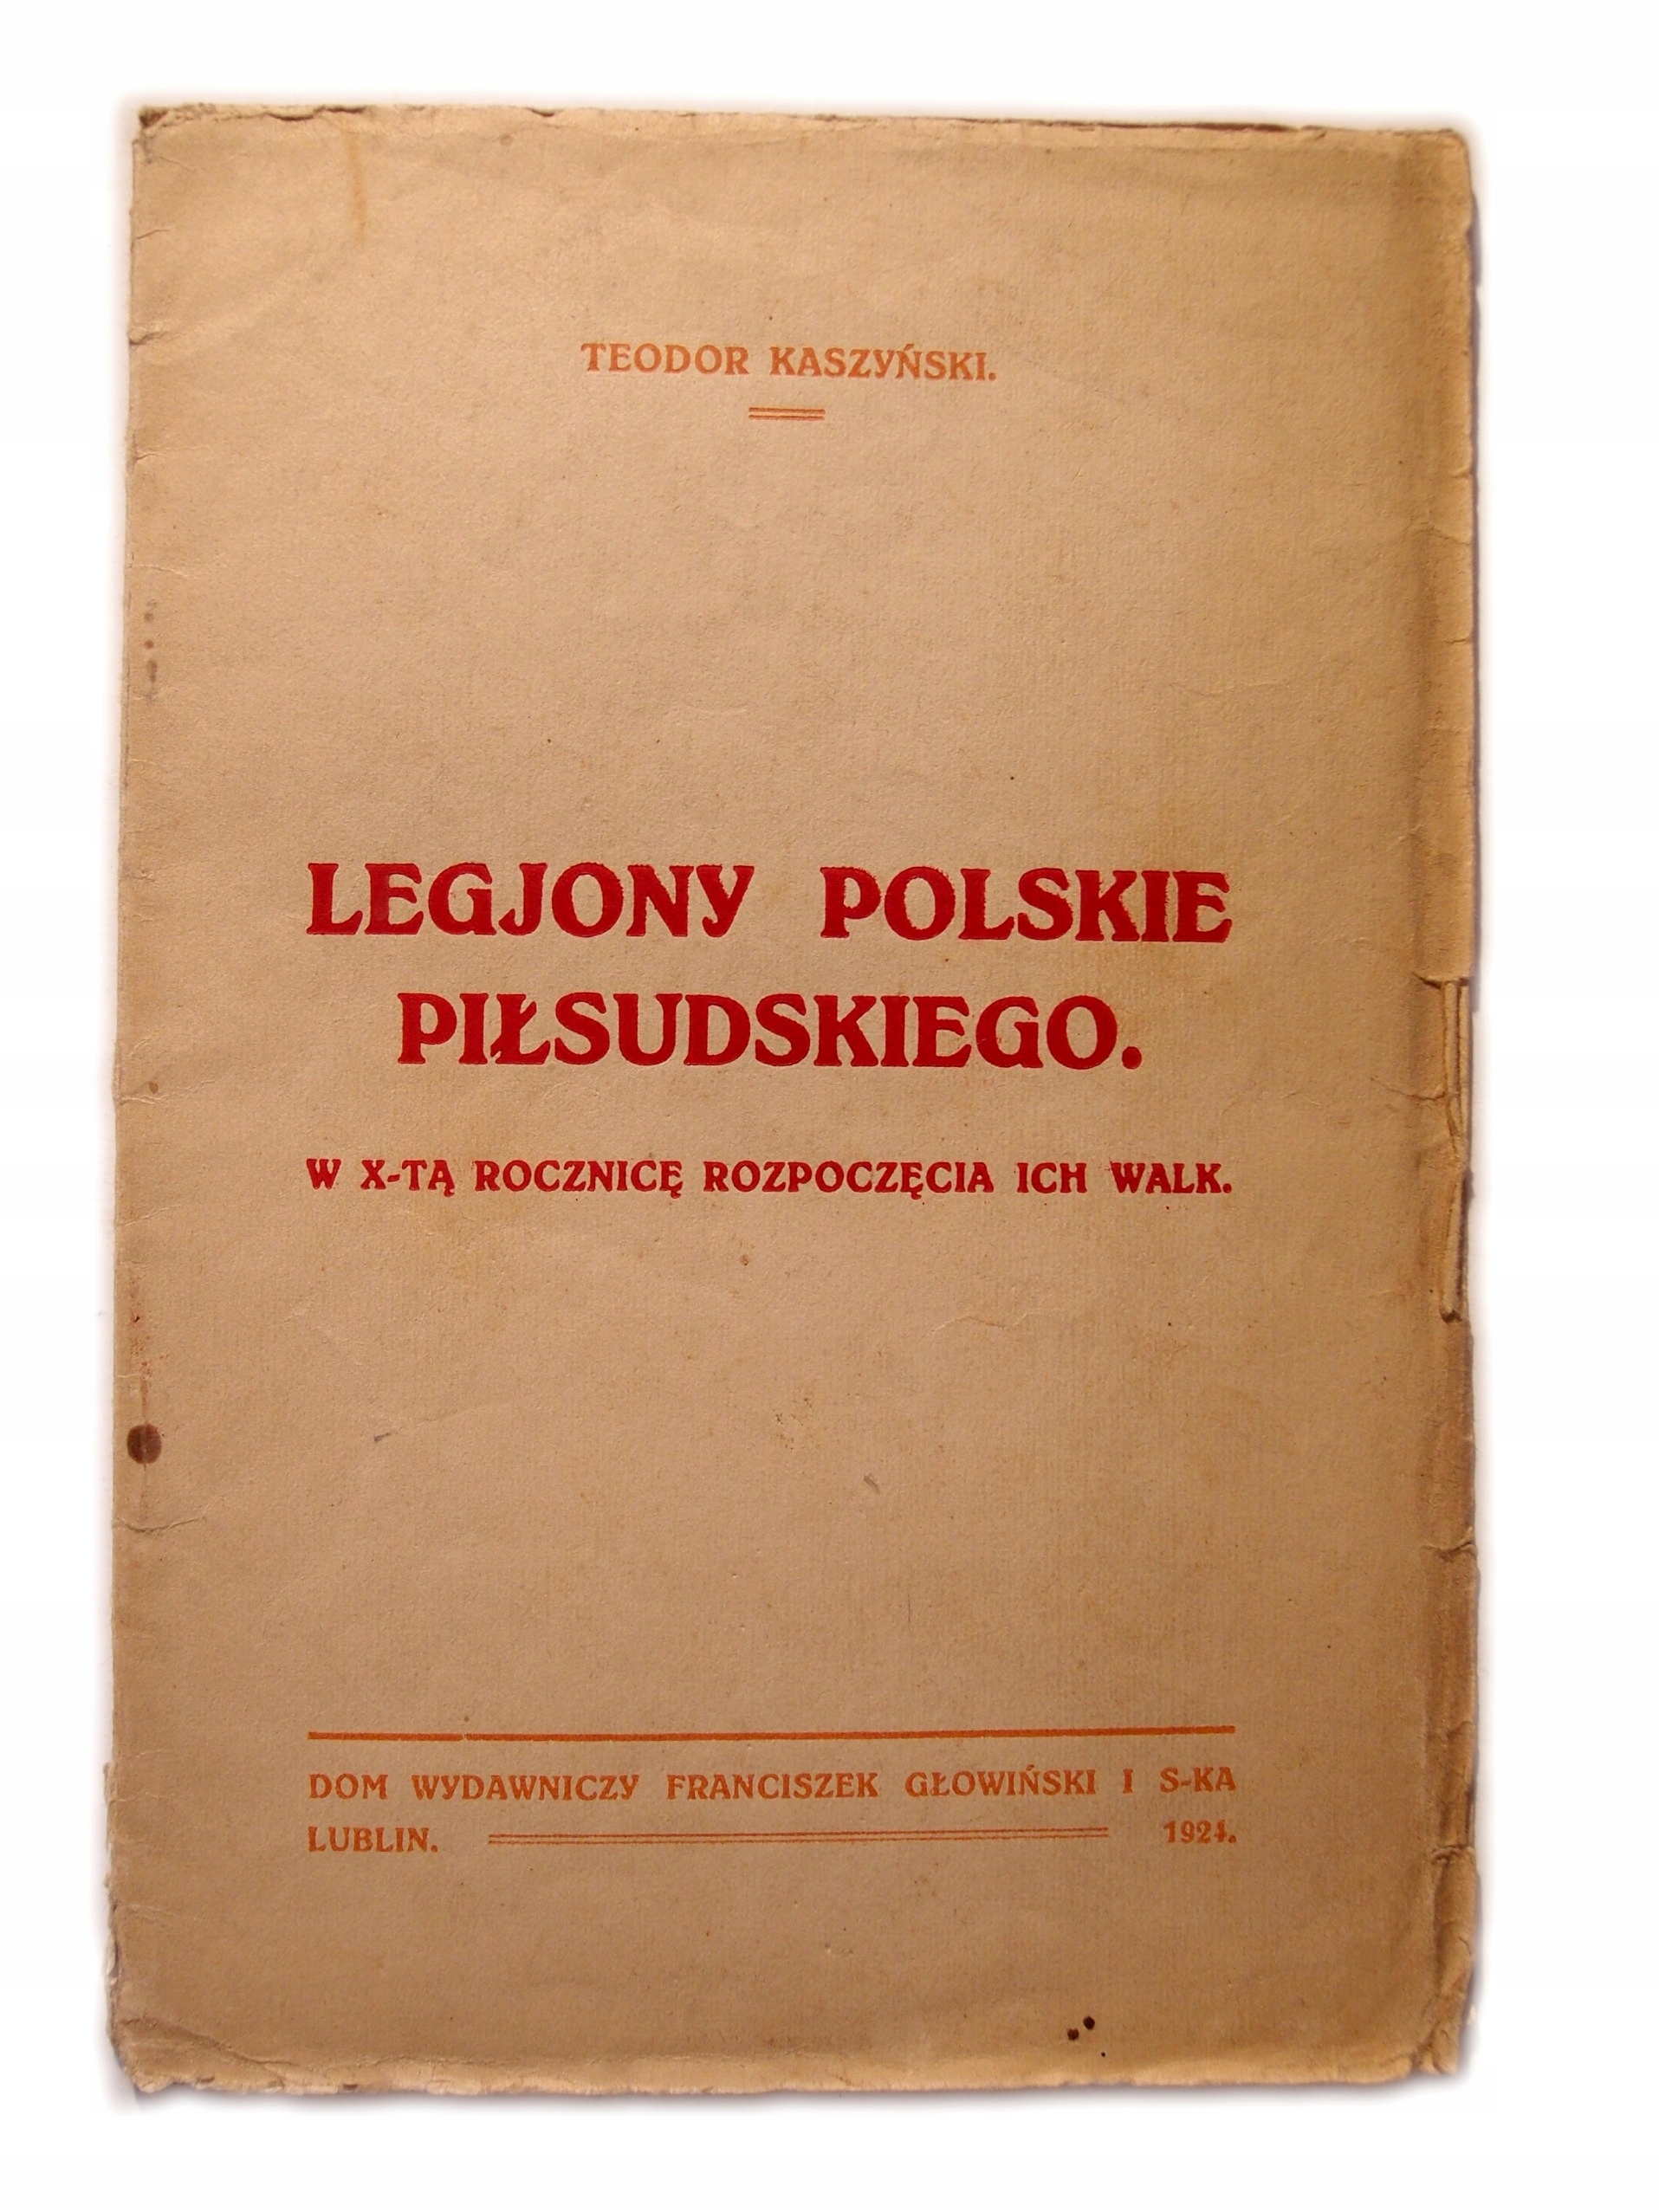 TEODOR KASZYŃSKI.
LEGJONY POLSKIE
PIŁSUDSKIEGO.
W X-TĄ ROCZNICĘ ROZPOCZĘCIA ICH WALK.
DOM WYDAWNICZY FRANCISZEK GŁOWIŃSKI I S-KA
LUBLIN. 1924.